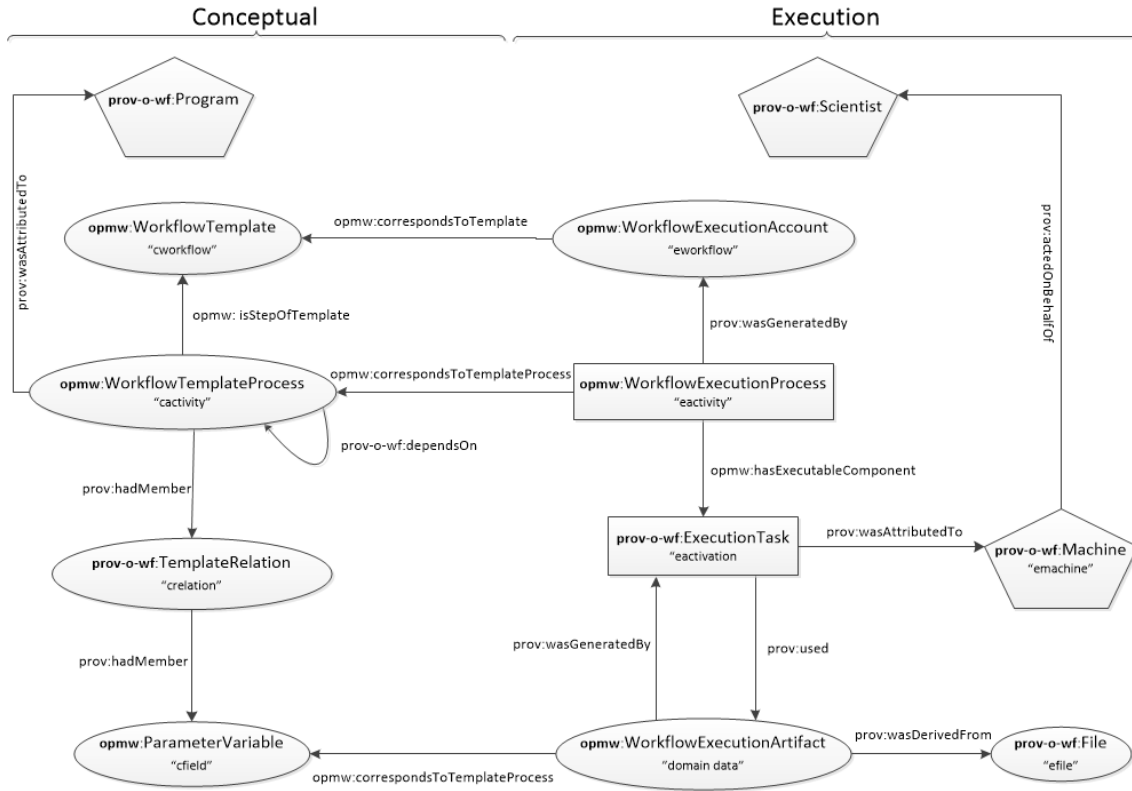 Conceptual
Execution
prov-o-wf:Program
prov-o-wf:Scientist
prov:wasAttributedTo
prov:actedOnBehalfOf
opmw:WorkflowTemplate
"cworkflow"
opmw:correspondsToTemplate
opmw:WorkflowExecutionAccount
"eworkflow"
opmw: isStepOfTemplate
prov:wasGeneratedBy
opmw:WorkflowTemplateProcess
"cactivity"
opmw:correspondsToTemplateProcess
opmw:WorkflowExecutionProcess
"eactivity"
prov-o-wf:dependsOn
prov:hadMember
opmw:hasExecutableComponent
prov-o-wf:TemplateRelation
"crelation"
prov-o-wf:ExecutionTask
"eactivation
prov:wasAttributedTo
prov-o-wf:Machine
"emachine"
prov:hadMember
prov:wasGeneratedBy
prov:used
opmw:ParameterVariable
"cfield"
opmw:correspondsToTemplateProcess
opmw:WorkflowExecutionArtifact
"domain data"
prov:wasDerivedFrom
prov-o-wf:File
"efile"